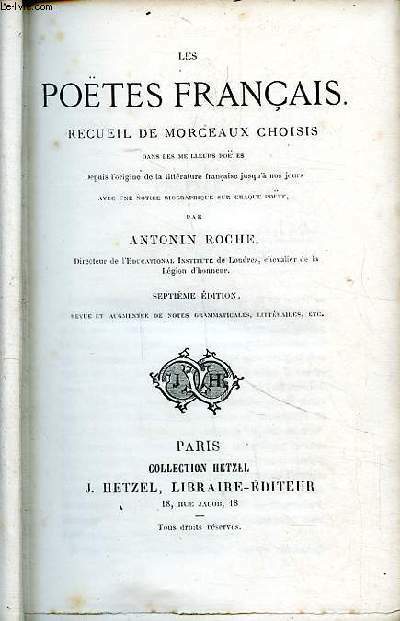 Le-livre.com
LES
POËTES FRANÇAIS.
RECUEIL DE MORCEAUX CHOISIS
DANS LES MEILLEURS POËTES
depuis l'origine de la littérature française jusqu'à nos jours
AVEC UNE NOTICE BIOGRAPHIQUE SUR CHAQUE POËTE,
PAR
ANTONIN ROCHE,
Directeur de l'EDUCATIONAL INSTITUTE de Londres, chevalier de la
Légion d'honneur.
SEPTIÈME ÉDITION,
REVUE ET AUGMENTÉE DE NOTES GRAMMATICALES, LITTÉRAIRES, ETC.
J H
PARIS
COLLECTION HETZEL
J. HETZEL, LIBRAIRE-ÉDITEUR
18, RUE JACOB, 18
Tous droits réservés.